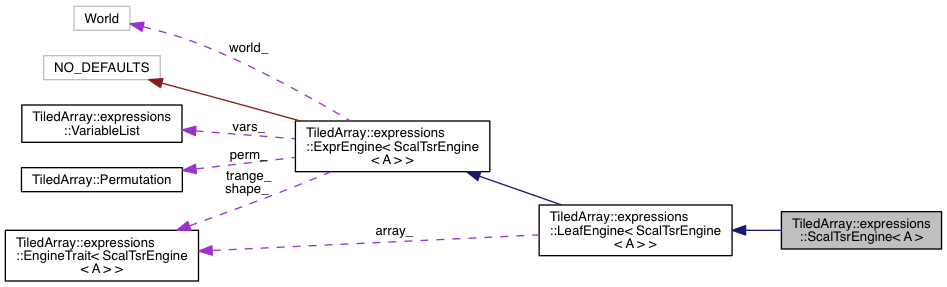 World
world_
NO_DEFAULTS
TiledArray::expressions
::VariableList
vars_
TiledArray::expressions
::ExprEngine< ScalTsrEngine
< A > >
perm_
TiledArray::Permutation
trange_
shape_
TiledArray::expressions
::EngineTrait< ScalTsrEngine
< A > >
array_
TiledArray::expressions
::LeafEngine< ScalTsrEngine
< A > >
TiledArray::expressions
::ScalTsrEngine< A >